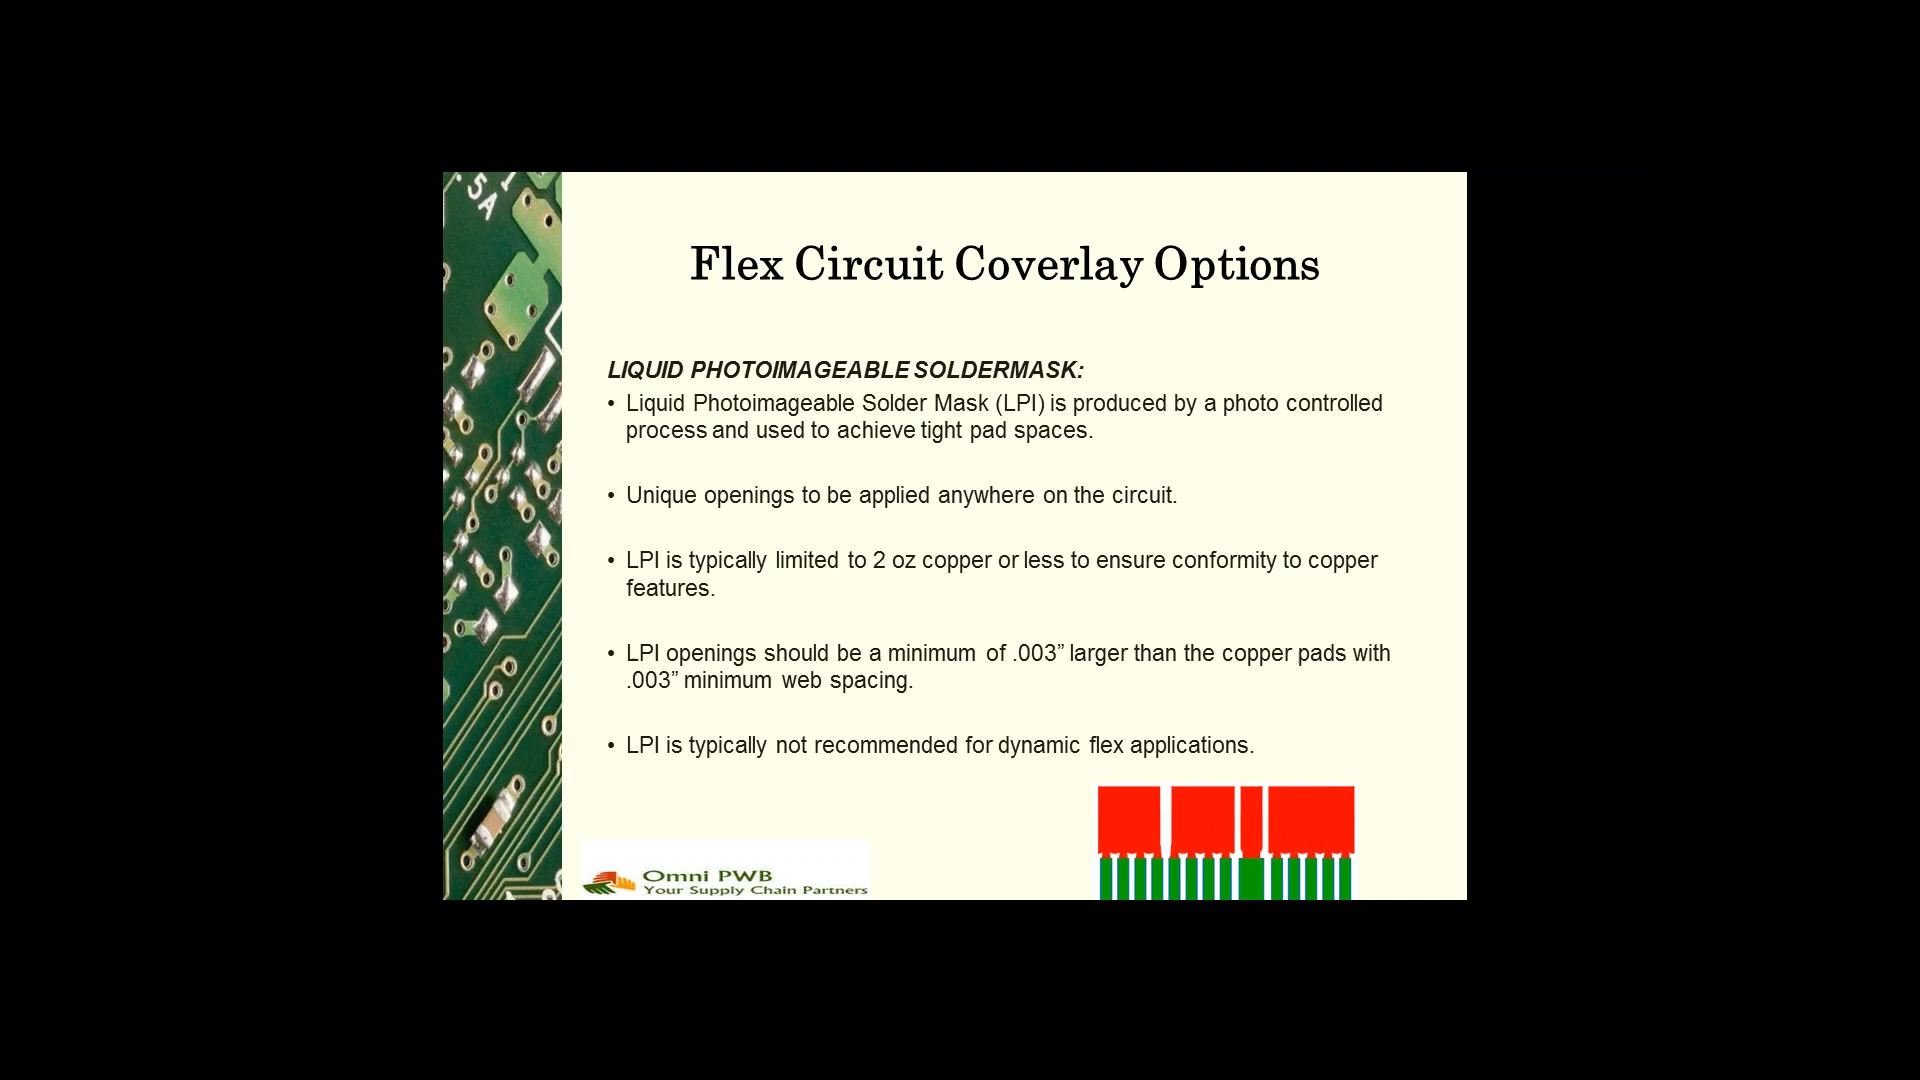 .5A
Flex Circuit Coverlay Options
LIQUID PHOTOIMAGEABLE SOLDERMASK:
• Liquid Photoimageable Solder Mask (LPI) is produced by a photo controlled
process and used to achieve tight pad spaces.
• Unique openings to be applied anywhere on the circuit.
• LPI is typically limited to 2 oz copper or less to ensure conformity to copper
features.
• LPI openings should be a minimum of .003” larger than the copper pads with
.003” minimum web spacing.
• LPI is typically not recommended for dynamic flex applications.
Omni PWB
Your Supply Chain Partners